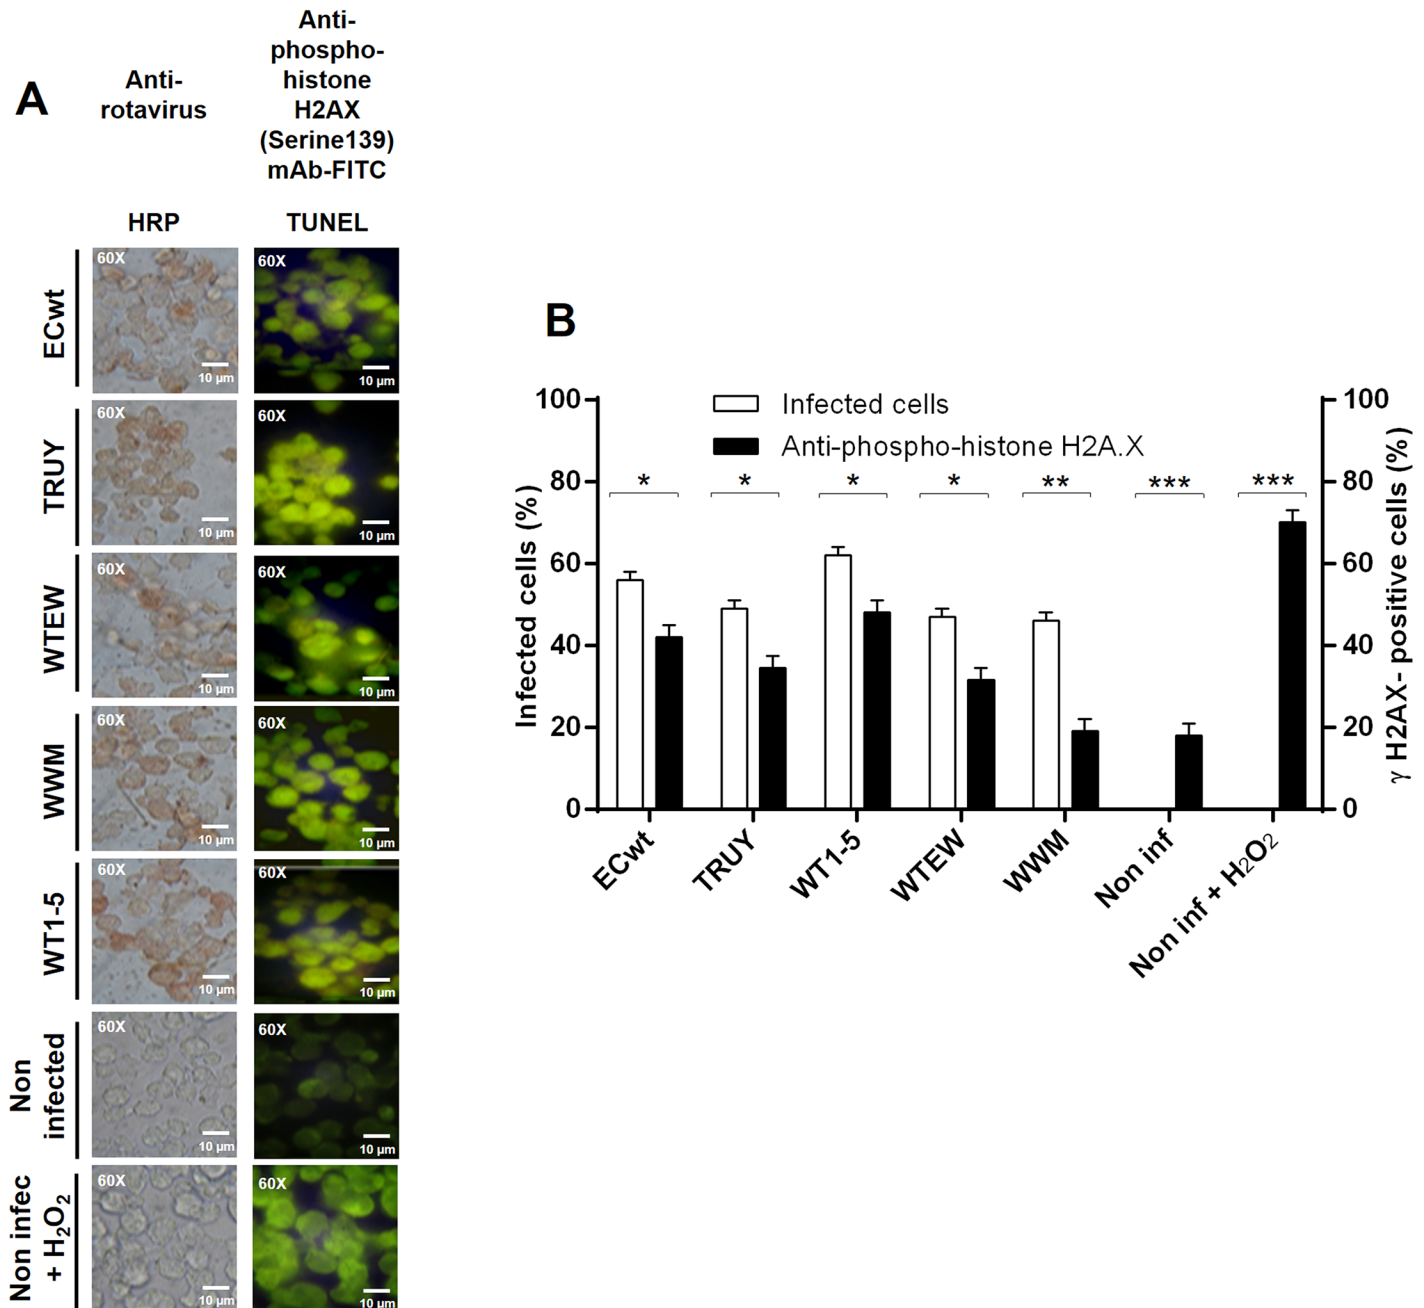 A
Anti-
rotavirus
Anti-
phospho-
histone
H2AX
(Serine139)
mAb-FITC
HRP
TUNEL
ECwt
60X
10 µm
60X
10 µm
TRUY
60X
10 µm
60X
10 µm
WTEW
60X
10 µm
60X
10 µm
WWM
60X
10 µm
60X
10 µm
WT1-5
60X
10 µm
60X
10 µm
Non
infected
60X
10 µm
60X
10 µm
Non infec
+ H2O2
60X
10 µm
60X
10 µm
B
Infected cells
Anti-phospho-histone H2A.X
Infected cells (%)
100
80
60
40
20
0
* * * * ** *** ***
100
80
60
40
20
0
γ H2AX- positive cells (%)
ECwt
TRUY
WT1-5
WTEW
WWM
Non inf
Non inf + H2O2